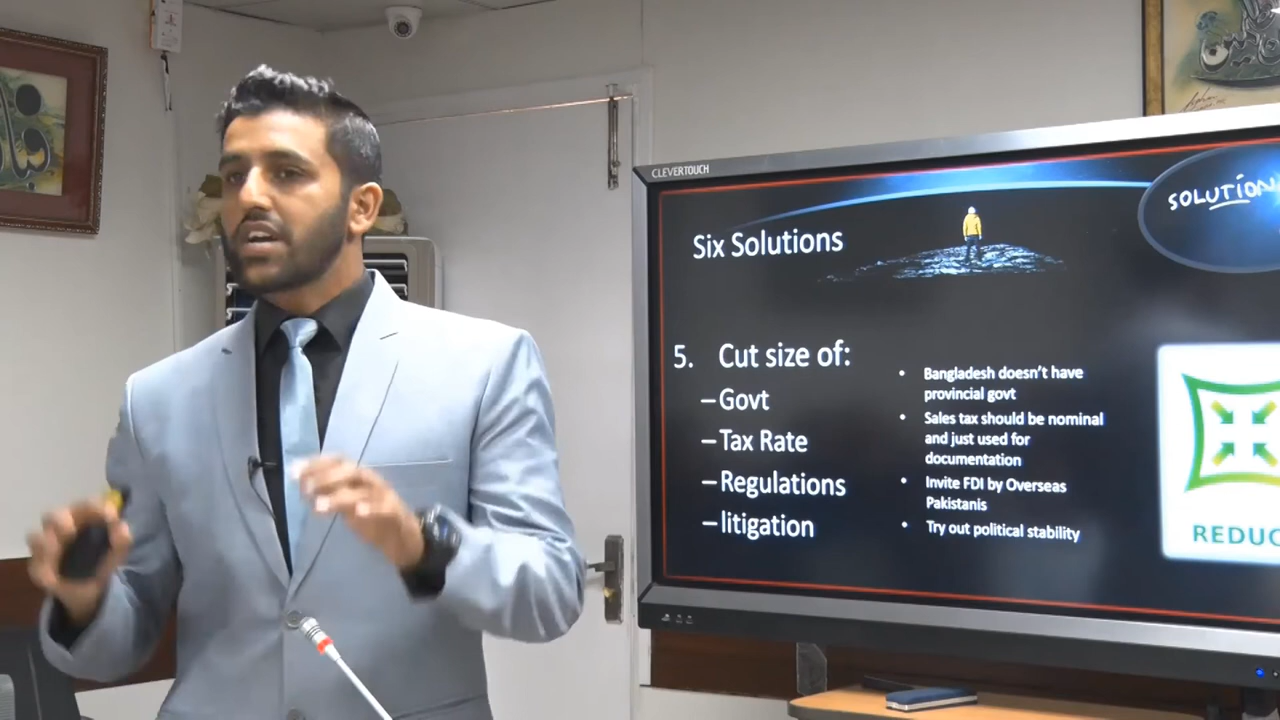 CLEVERTOUCH
SOLUTION
Six Solutions
5. Cut size of:
–Govt
–Tax Rate
–Regulations
–litigation
• Bangladesh doesn't have
provincial govt
• Sales tax should be nominal
and just used for
documentation
• Invite FDI by Overseas
Pakistanis
• Try out political stability
REDUC